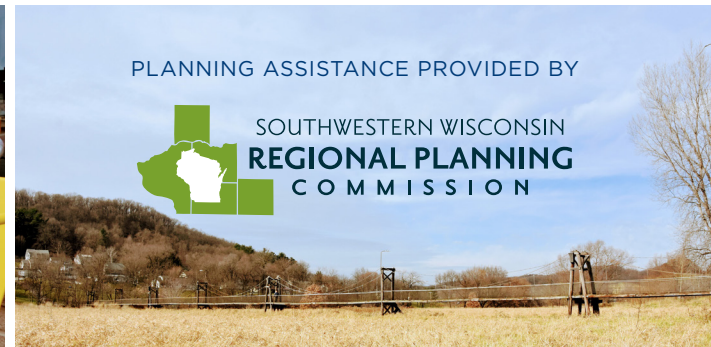 PLANNING ASSISTANCE PROVIDED BY
SOUTHWESTERN WISCONSIN
REGIONAL PLANNING
COMMISSION